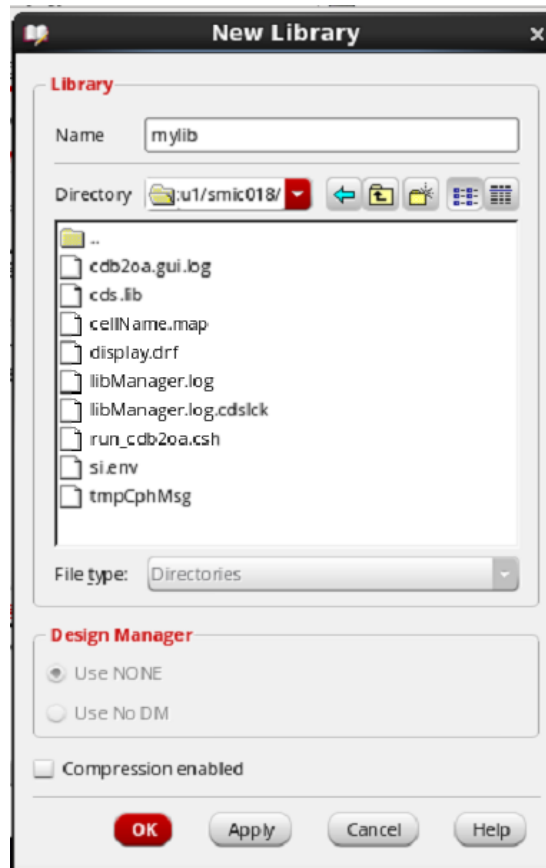 New Library
Library
Name mylib
Directory :u1/smic018/
..
cdb2oa.gui.log
cds.lib
cellName.map
display.drf
libManager.log
libManager.log.cdslck
run_cdb2oa.csh
si.env
tmpCphMsg
File type: Directories
Design Manager
Use NONE
Use No DM
Compression enabled
OK Apply Cancel Help